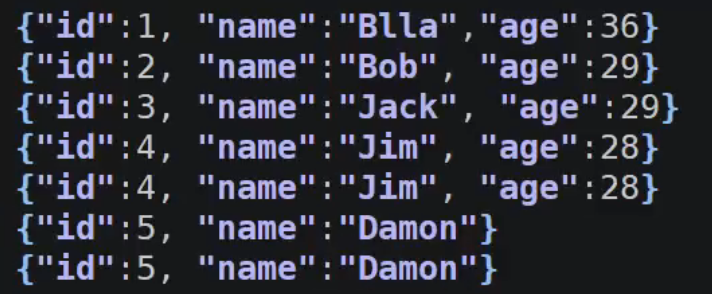 {"id":1, "name":"Blla","age":36}
{"id":2, "name":"Bob", "age":29}
{"id":3, "name":"Jack", "age":29}
{"id":4, "name":"Jim", "age":28}
{"id":4, "name":"Jim", "age":28}
{"id":5, "name":"Damon"}
{"id":5, "name":"Damon"}